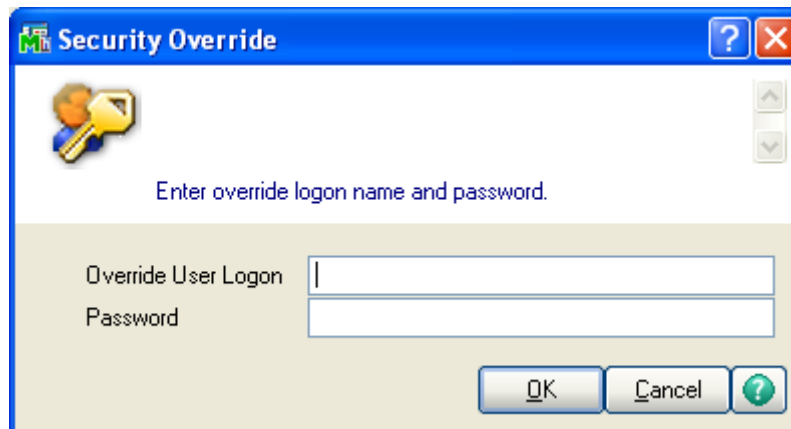 Security Override
Enter override logon name and password.
Override User Logon
Password
OK
Cancel